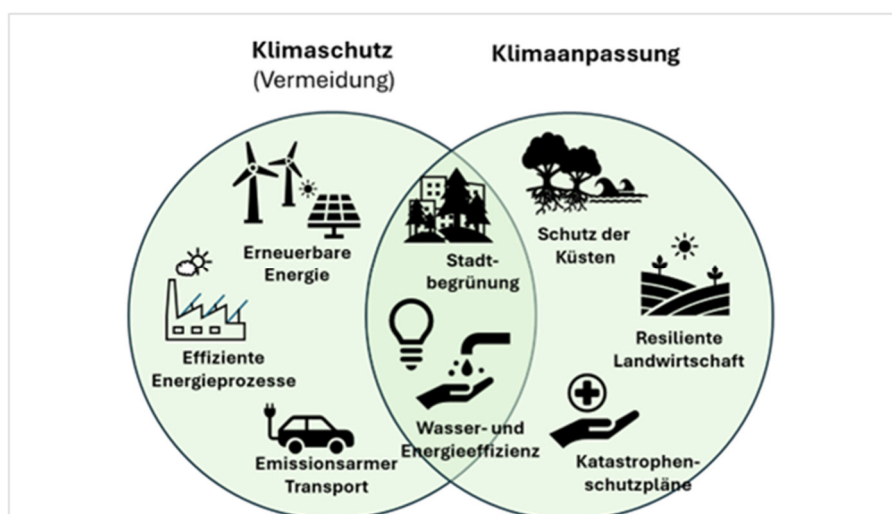 Klimaschutz
(Vermeidung)
Klimaanpassung
Erneuerbare
Energie
Effiziente
Energieprozesse
Emissionsarmer
Transport
Stadt-
begrünung
Wasser- und
Energieeffizienz
Schutz der
Küsten
Resiliente
Landwirtschaft
Katastrophen-
schutzpläne